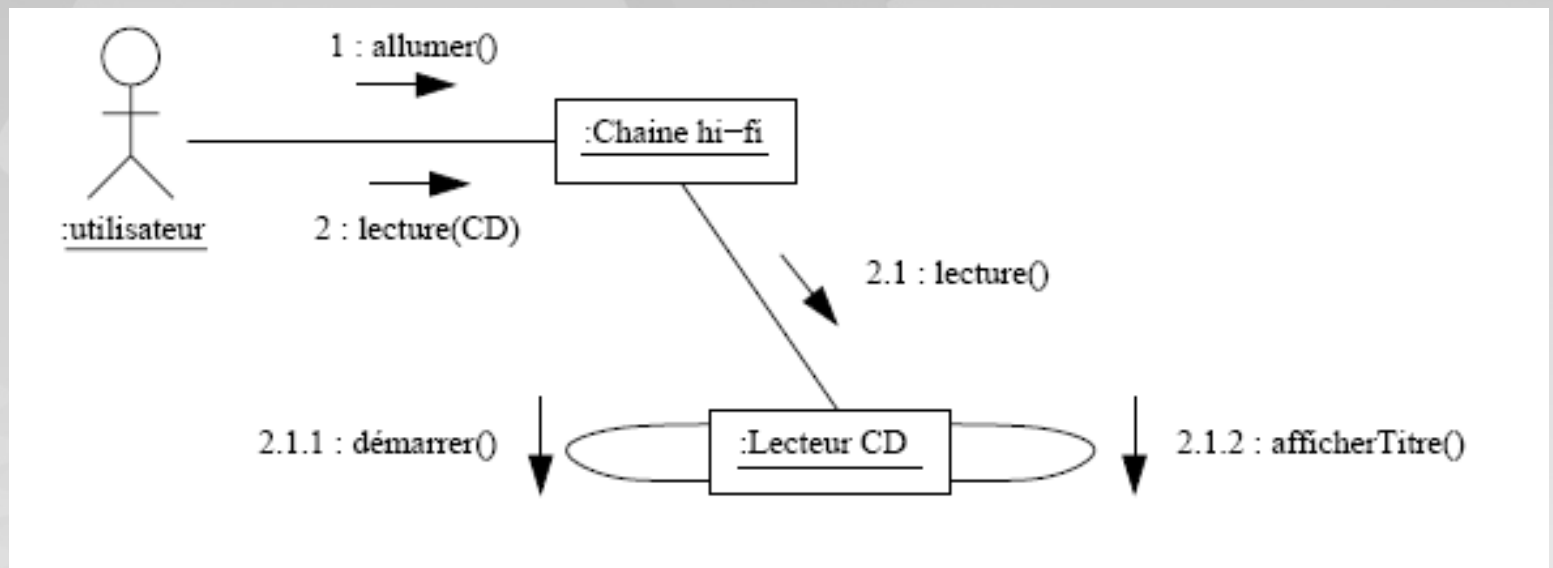 1 : allumer()
:Chaine hi-fi
:utilisateur
2 : lecture(CD)
2.1 : lecture()
2.1.1 : démarrer()
:Lecteur CD
2.1.2 : afficherTitre()